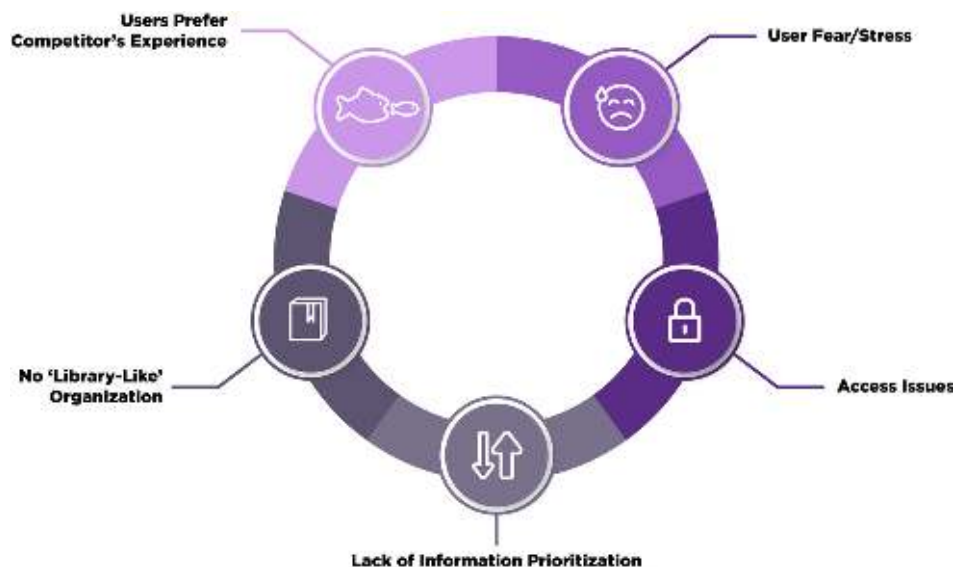 Users Prefer
Competitor's Experience
User Fear/Stress
No ‘Library-Like’
Organization
Access Issues
Lack of Information Prioritization